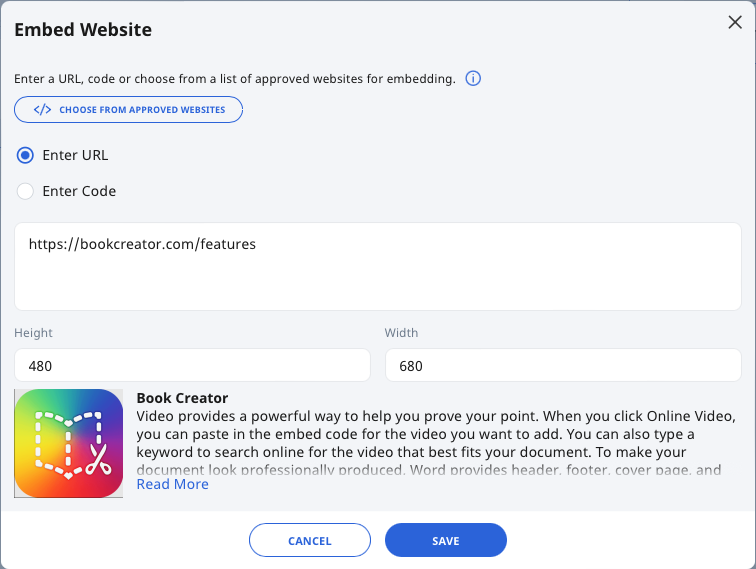 Embed Website
Enter a URL, code or choose from a list of approved websites for embedding.
</> CHOOSE FROM APPROVED WEBSITES
Enter URL
Enter Code
https://bookcreator.com/features
Height
Width
480
680
Book Creator
Video provides a powerful way to help you prove your point. When you click Online Video,
you can paste in the embed code for the video you want to add. You can also type a
keyword to search online for the video that best fits your document. To make your
document look professionally produced, Word provides header, footer, cover page, and
Read More
CANCEL
SAVE